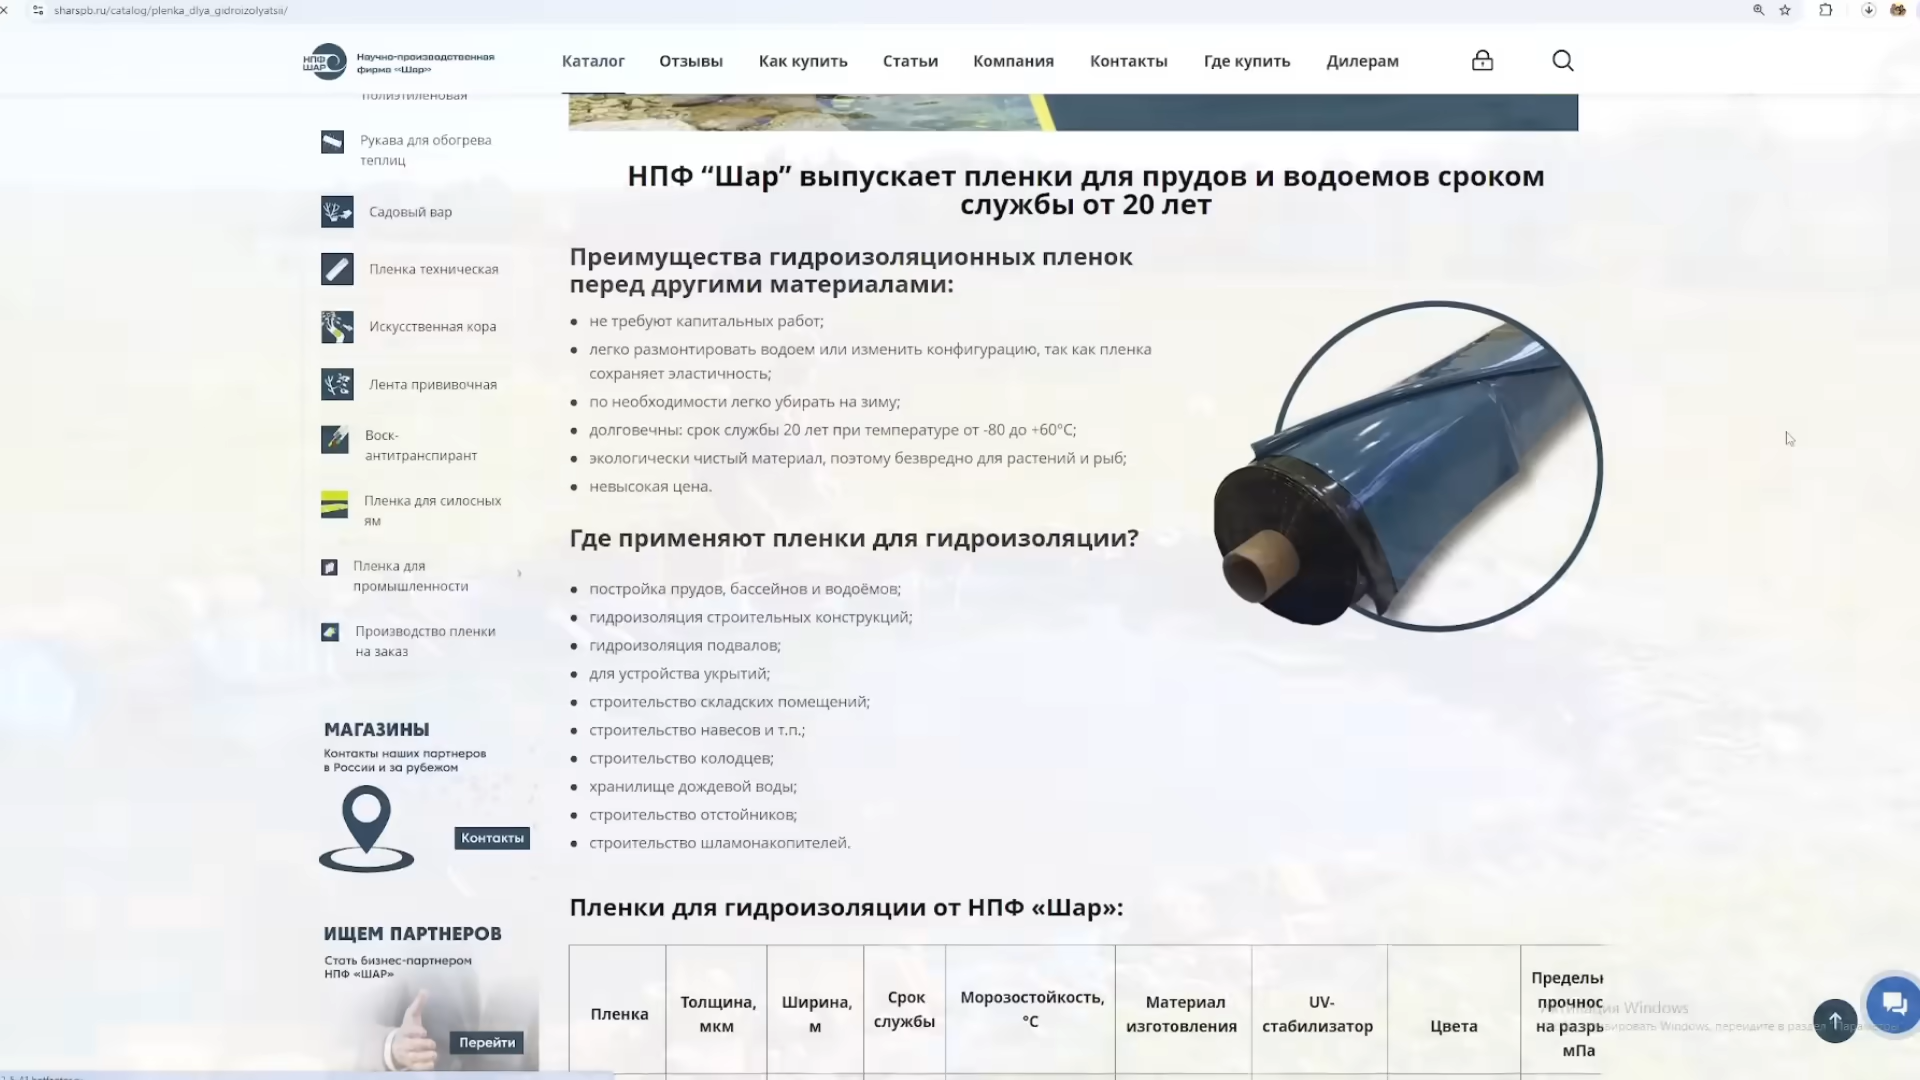 sharspb.ru/catalog/plenka_dlya_gidroizolyatsii/
НПФ ШАР
Научно-производственная
фирма «Шар»
Каталог
Отзывы
Как купить
Статьи
Компания
Контакты
Где купить
Дилерам
полиэтиленовая
Рукава для обогрева
теплиц
Садовый вар
Пленка техническая
Искусственная кора
Лента прививочная
Воск-
антитранспирант
Пленка для силосных
ям
Пленка для
промышленности
Производство пленки
на заказ
МАГАЗИНЫ
Контакты наших партнеров
в России и за рубежом
Контакты
ИЩЕМ ПАРТНЕРОВ
Стать бизнес-партнером
НПФ «ШАР»
Перейти
НПФ “Шар” выпускает пленки для прудов и водоемов сроком
службы от 20 лет
Преимущества гидроизоляционных пленок
перед другими материалами:
не требуют капитальных работ;
легко размонтировать водоем или изменить конфигурацию, так как пленка
сохраняет эластичность;
по необходимости легко убирать на зиму;
долговечны: срок службы 20 лет при температуре от -80 до +60°С;
экологически чистый материал, поэтому безвредно для растений и рыб;
невысокая цена.
Где применяют пленки для гидроизоляции?
постройка прудов, бассейнов и водоёмов;
гидроизоляция строительных конструкций;
гидроизоляция подвалов;
для устройства укрытий;
строительство складских помещений;
строительство навесов и т.п.;
строительство колодцев;
хранилище дождевой воды;
строительство отстойников;
строительство шламонакопителей.
Пленки для гидроизоляции от НПФ «Шар»:
Пленка
Толщина,
мкм
Ширина,
м
Срок
службы
Морозостойкость,
°С
Материал
изготовления
UV-
стабилизатор
Цвета
Предельн
прочнос
на разры
мПа
Активация Windows